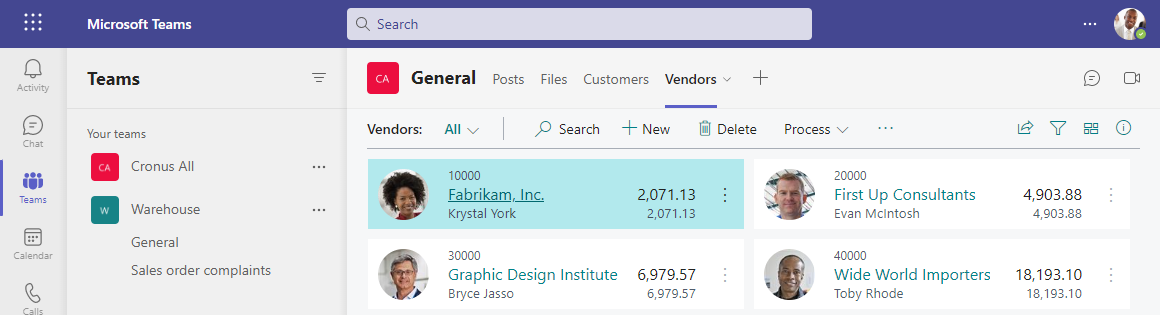 Microsoft Teams
Search
Activity
Chat
Teams
Calendar
Calls
Teams
Your teams
CA Cronus All
W Warehouse
General
Sales order complaints
CA General Posts Files Customers Vendors
Vendors: All Search New Delete Process
10000
Fabrikam, Inc. 2,071.13
Krystal York 2,071.13
20000
First Up Consultants 4,903.88
Evan McIntosh 4,903.88
30000
Graphic Design Institute 6,979.57
Bryce Jasso 6,979.57
40000
Wide World Importers 18,193.10
Toby Rhode 18,193.10